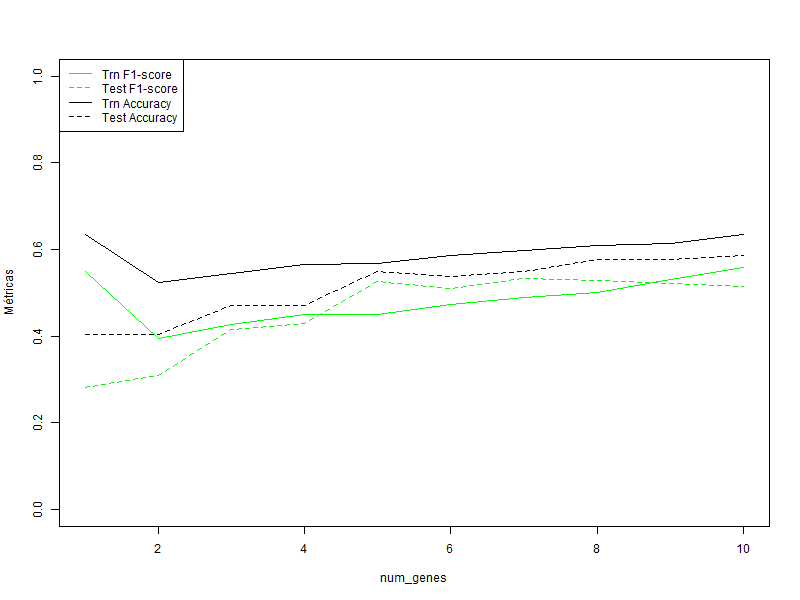 Trn F1-score
Test F1-score
Trn Accuracy
Test Accuracy
Métricas
1.0
0.8
0.6
0.4
0.2
0.0
2
4
6
8
10
num_genes